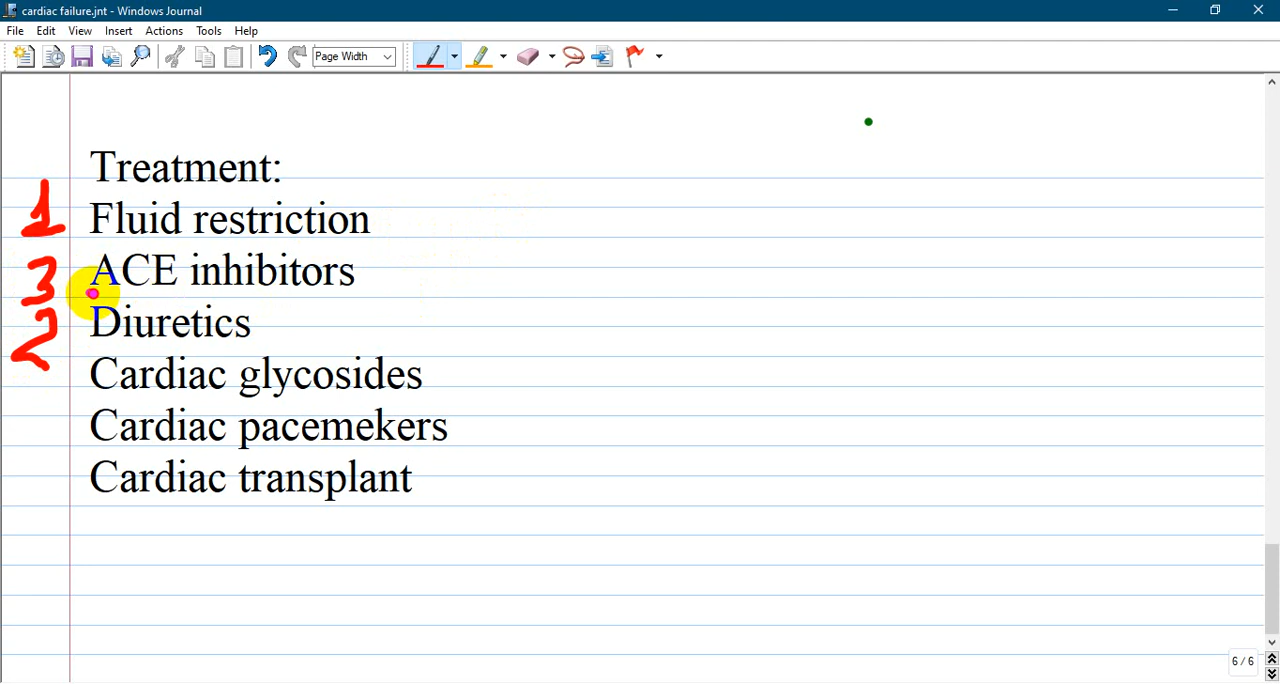 cardiac failure.jnt - Windows Journal
File Edit View Insert Actions Tools Help
Page Width
Treatment:
1 Fluid restriction
3 ACE inhibitors
2 Diuretics
Cardiac glycosides
Cardiac pacemekers
Cardiac transplant
6 / 6